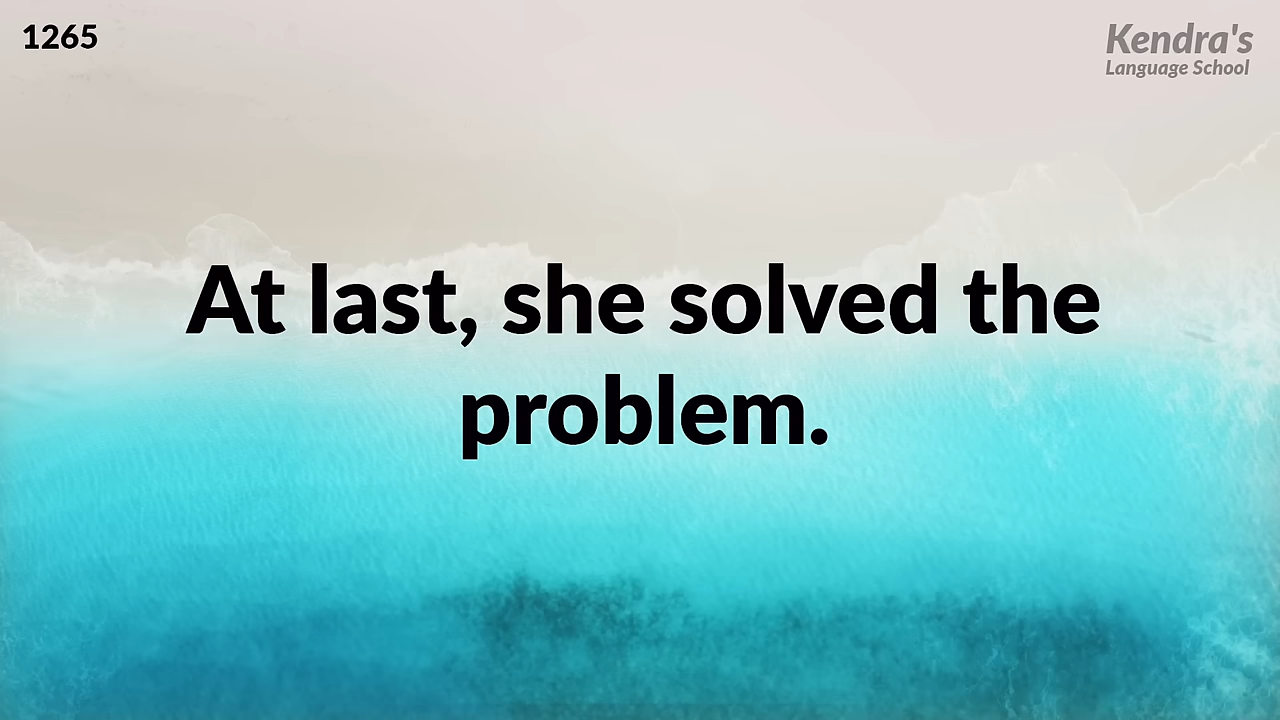 1265
Kendra's
Language School
At last, she solved the
problem.